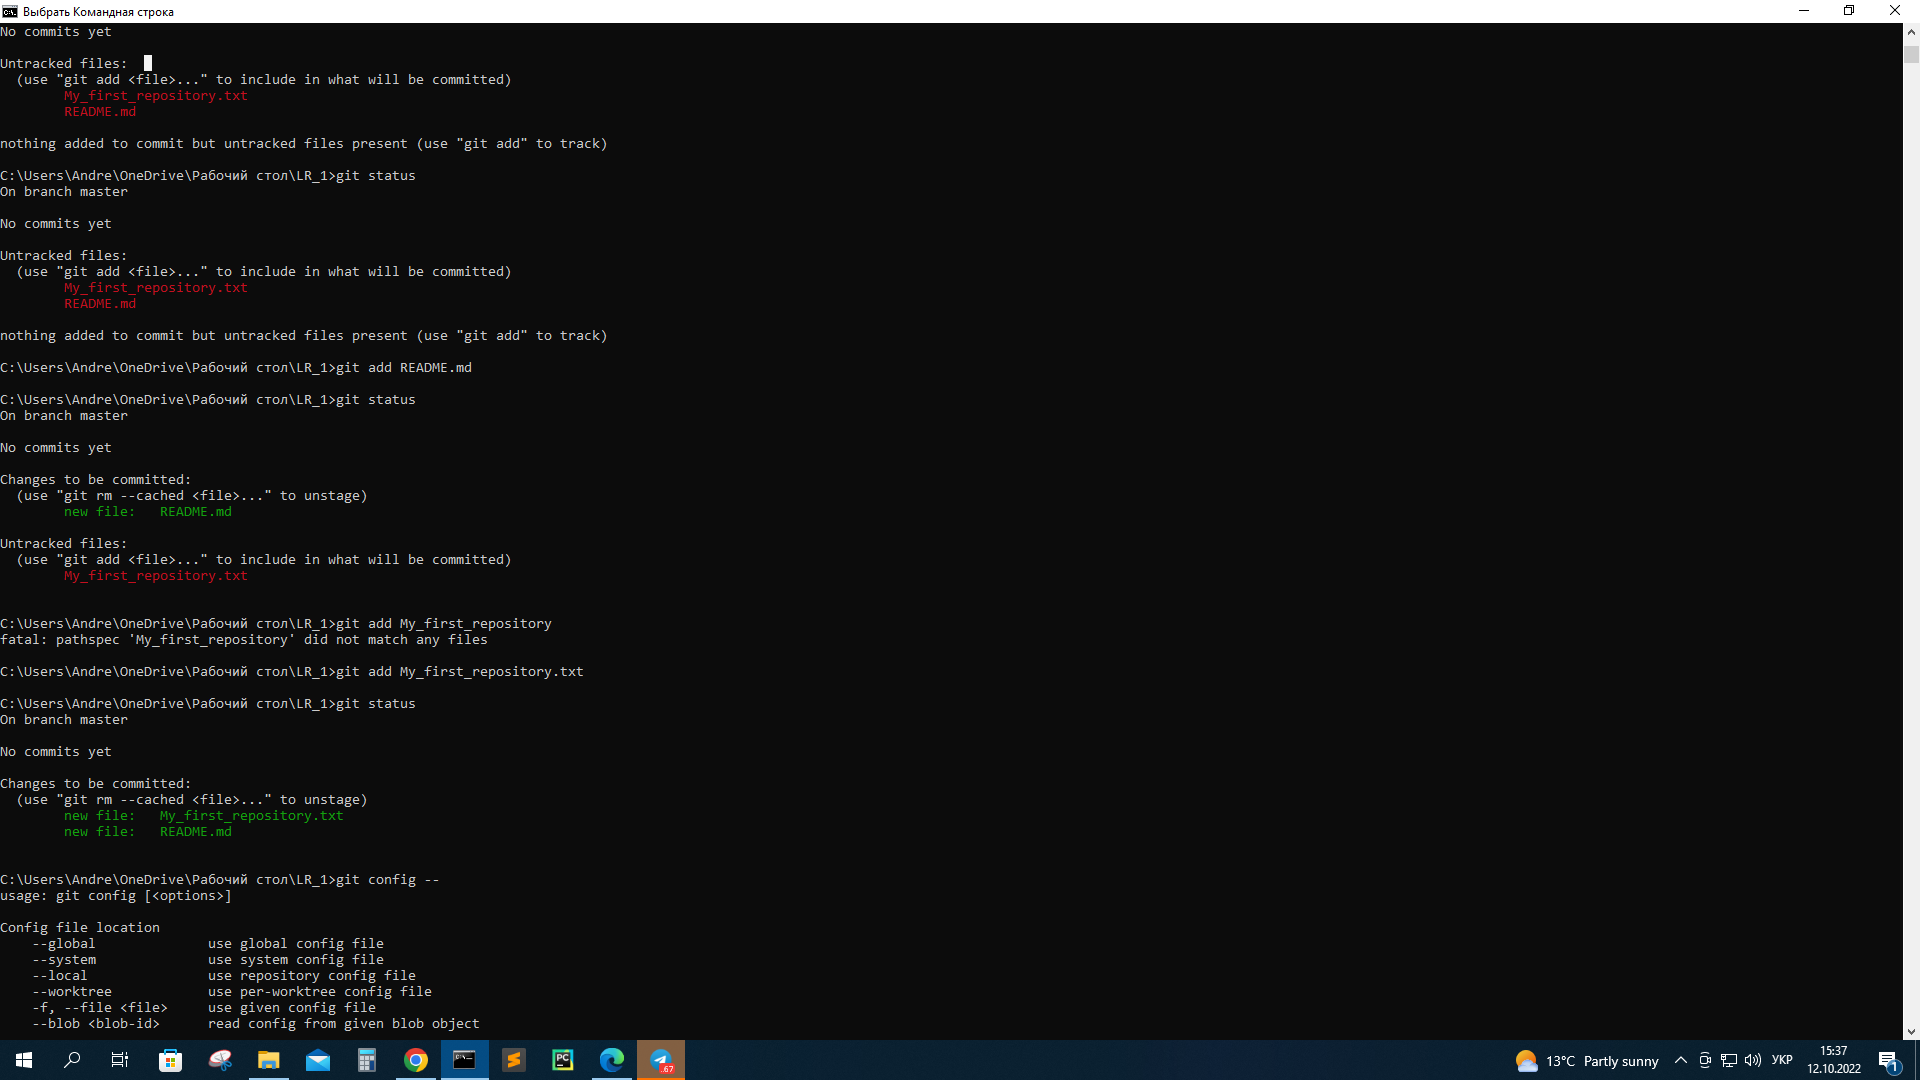 Выбрать Командная строка
No commits yet
Untracked files:
(use "git add <file>..." to include in what will be committed)
My_first_repository.txt
README.md
nothing added to commit but untracked files present (use "git add" to track)
C:\Users\Andre\OneDrive\Рабочий стол\LR_1>git status
On branch master
No commits yet
Untracked files:
(use "git add <file>..." to include in what will be committed)
My_first_repository.txt
README.md
nothing added to commit but untracked files present (use "git add" to track)
C:\Users\Andre\OneDrive\Рабочий стол\LR_1>git add README.md
C:\Users\Andre\OneDrive\Рабочий стол\LR_1>git status
On branch master
No commits yet
Changes to be committed:
(use "git rm --cached <file>..." to unstage)
new file:   README.md
Untracked files:
(use "git add <file>..." to include in what will be committed)
My_first_repository.txt
C:\Users\Andre\OneDrive\Рабочий стол\LR_1>git add My_first_repository
fatal: pathspec 'My_first_repository' did not match any files
C:\Users\Andre\OneDrive\Рабочий стол\LR_1>git add My_first_repository.txt
C:\Users\Andre\OneDrive\Рабочий стол\LR_1>git status
On branch master
No commits yet
Changes to be committed:
(use "git rm --cached <file>..." to unstage)
new file:   My_first_repository.txt
new file:   README.md
C:\Users\Andre\OneDrive\Рабочий стол\LR_1>git config --
usage: git config [<options>]
Config file location
--global              use global config file
--system              use system config file
--local               use repository config file
--worktree            use per-worktree config file
-f, --file <file>     use given config file
--blob <blob-id>      read config from given blob object
PC
.67
13°C Partly sunny
УКР
15:37
12.10.2022
1